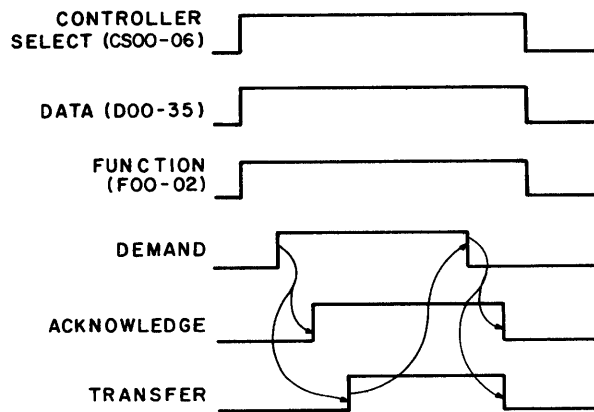 CONTROLLER
SELECT (CS00-06)
DATA (D00-35)
FUNCTION
(F00-02)
DEMAND
ACKNOWLEDGE
TRANSFER